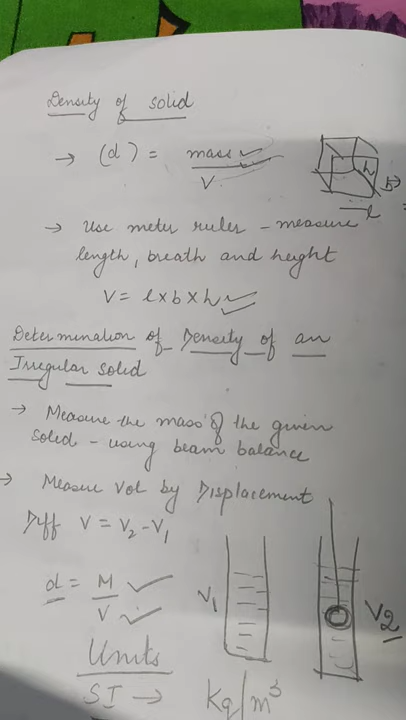 Density of solid
→ (d) = mass
V
h
b
l
→ Use meter ruler - measure
length, breath and height
V = l x b x h
Determination of Density of an
Irregular solid
→ Measure the mass of the given
solid - using beam balance
→ Measure Vol by Displacement
Diff V = V2 - V1
d = M
V
V1
V2
Units
SI → Kg/m3